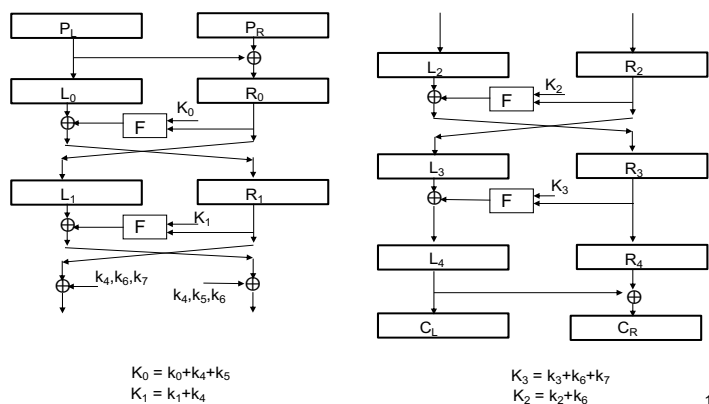 P_L
P_R
L_0
R_0
K_0
F
L_1
R_1
K_1
F
k_4,k_6,k_7
k_4,k_5,k_6
K_0 = k_0+k_4+k_5
K_1 = k_1+k_4
L_2
R_2
K_2
F
L_3
R_3
K_3
F
L_4
R_4
C_L
C_R
K_3 = k_3+k_6+k_7
K_2 = k_2+k_6
1